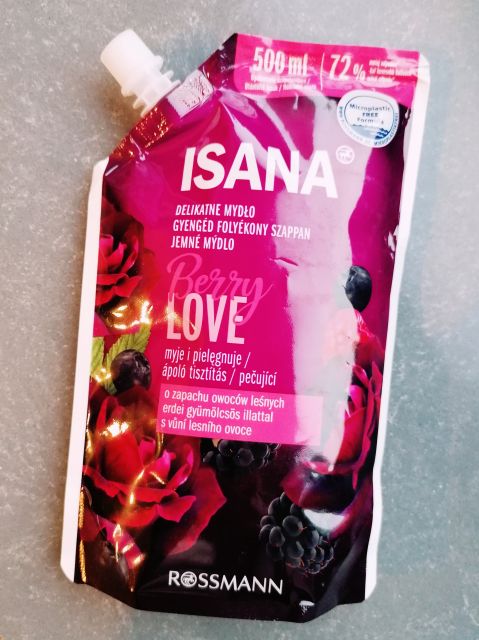 500 ml
72%
Microplastic
FREE
Formula
ISANA
DELIKATNE MYDŁO
GYENGÉD FOLYÉKONY SZAPPAN
JEMNÉ MÝDLO
Berry
LOVE
myje i pielęgnuje /
ápoló tisztítás / pečující
o zapachu owoców leśnych
erdei gyümölcsös illattal
s vůní lesního ovoce
ROSSMANN